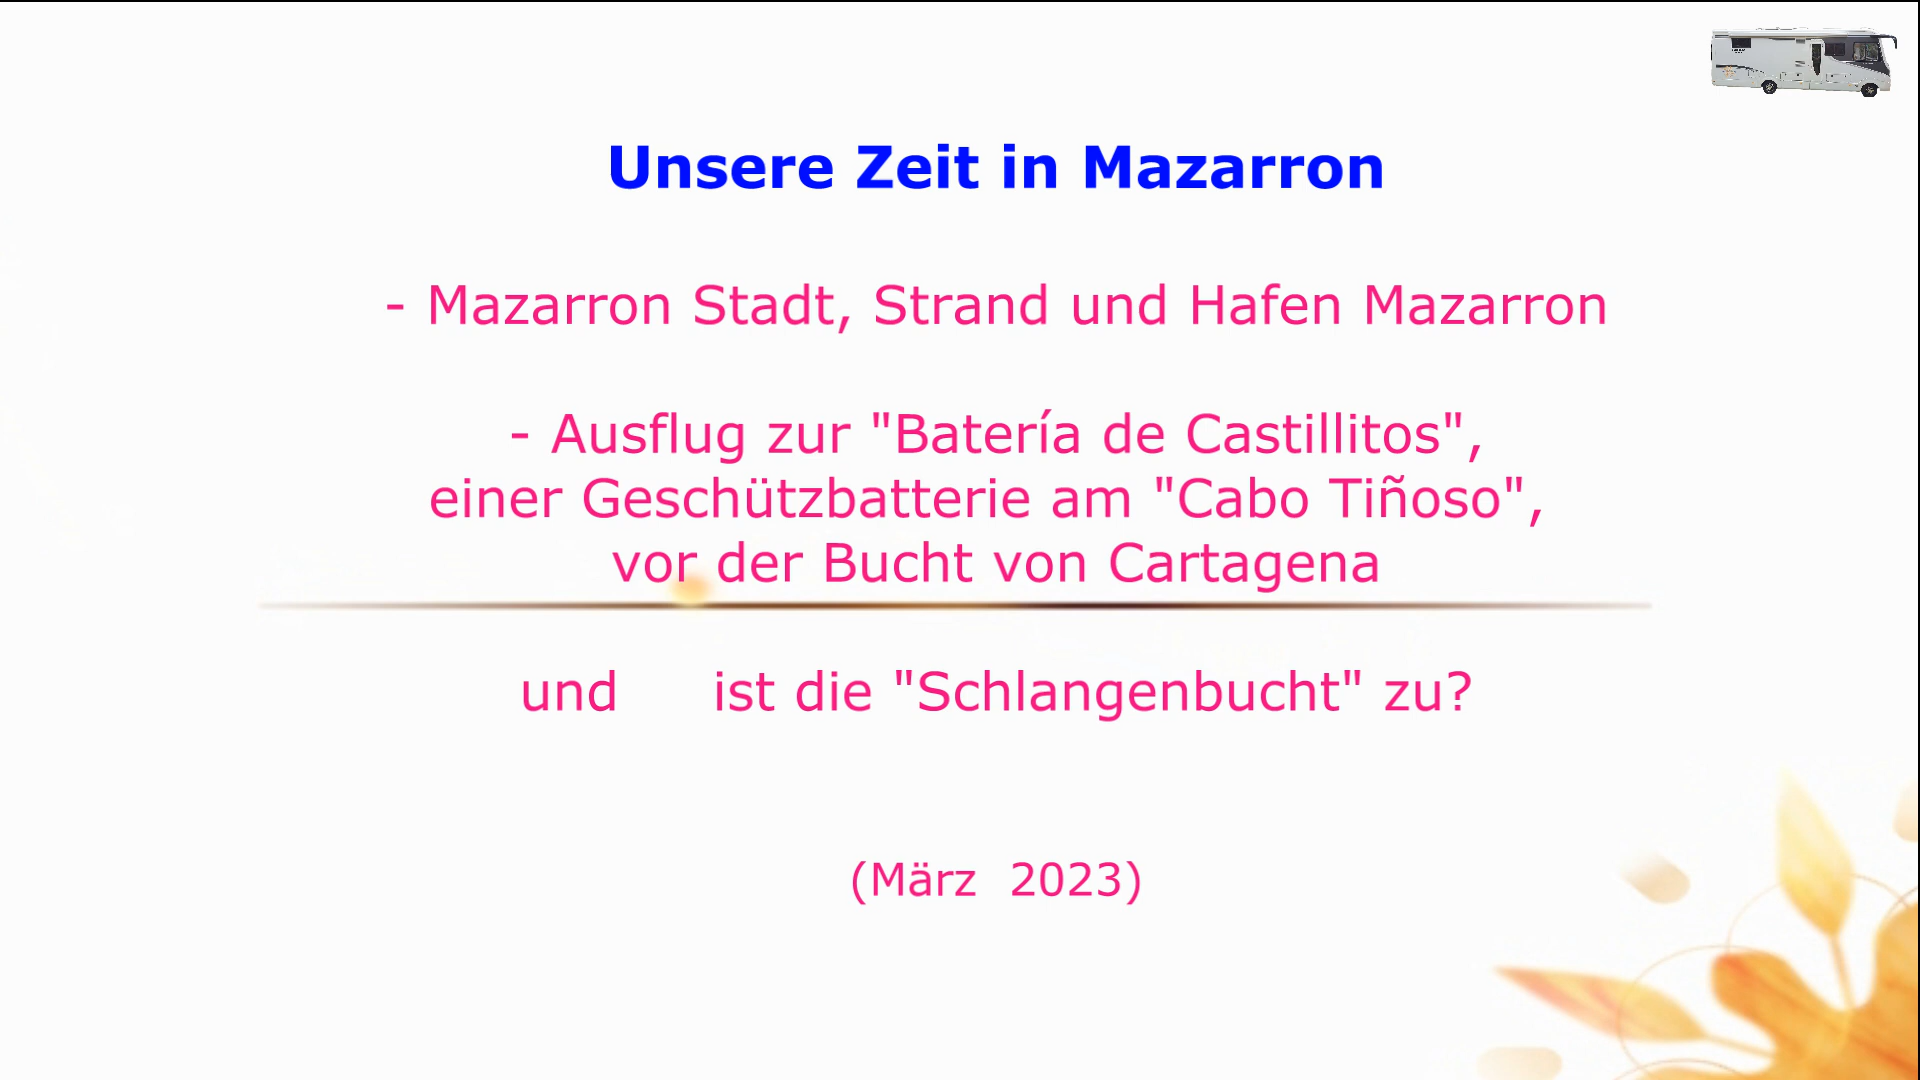 Unsere Zeit in Mazarron
- Mazarron Stadt, Strand und Hafen Mazarron
- Ausflug zur "Batería de Castillitos",
einer Geschützbatterie am "Cabo Tiñoso",
vor der Bucht von Cartagena
und ist die "Schlangenbucht" zu?
(März 2023)